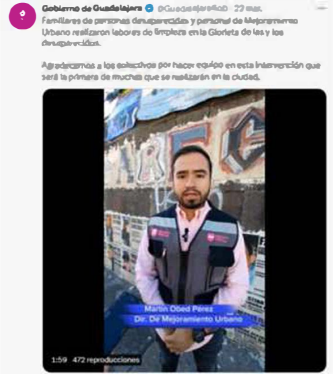 Gobierno de Guadalajara @GuadalajaraGob · 22 mar.
Familiares de personas desaparecidas y personal de Mejoramiento
Urbano realizaron labores de limpieza en la Glorieta de las y los
desaparecidos.
Agradecemos a los colectivos por hacer equipo en esta intervención que
será la primera de muchas que se realizarán en la ciudad.
Martín Obed Pérez
Dir. De Mejoramiento Urbano
1:59 472 reproducciones